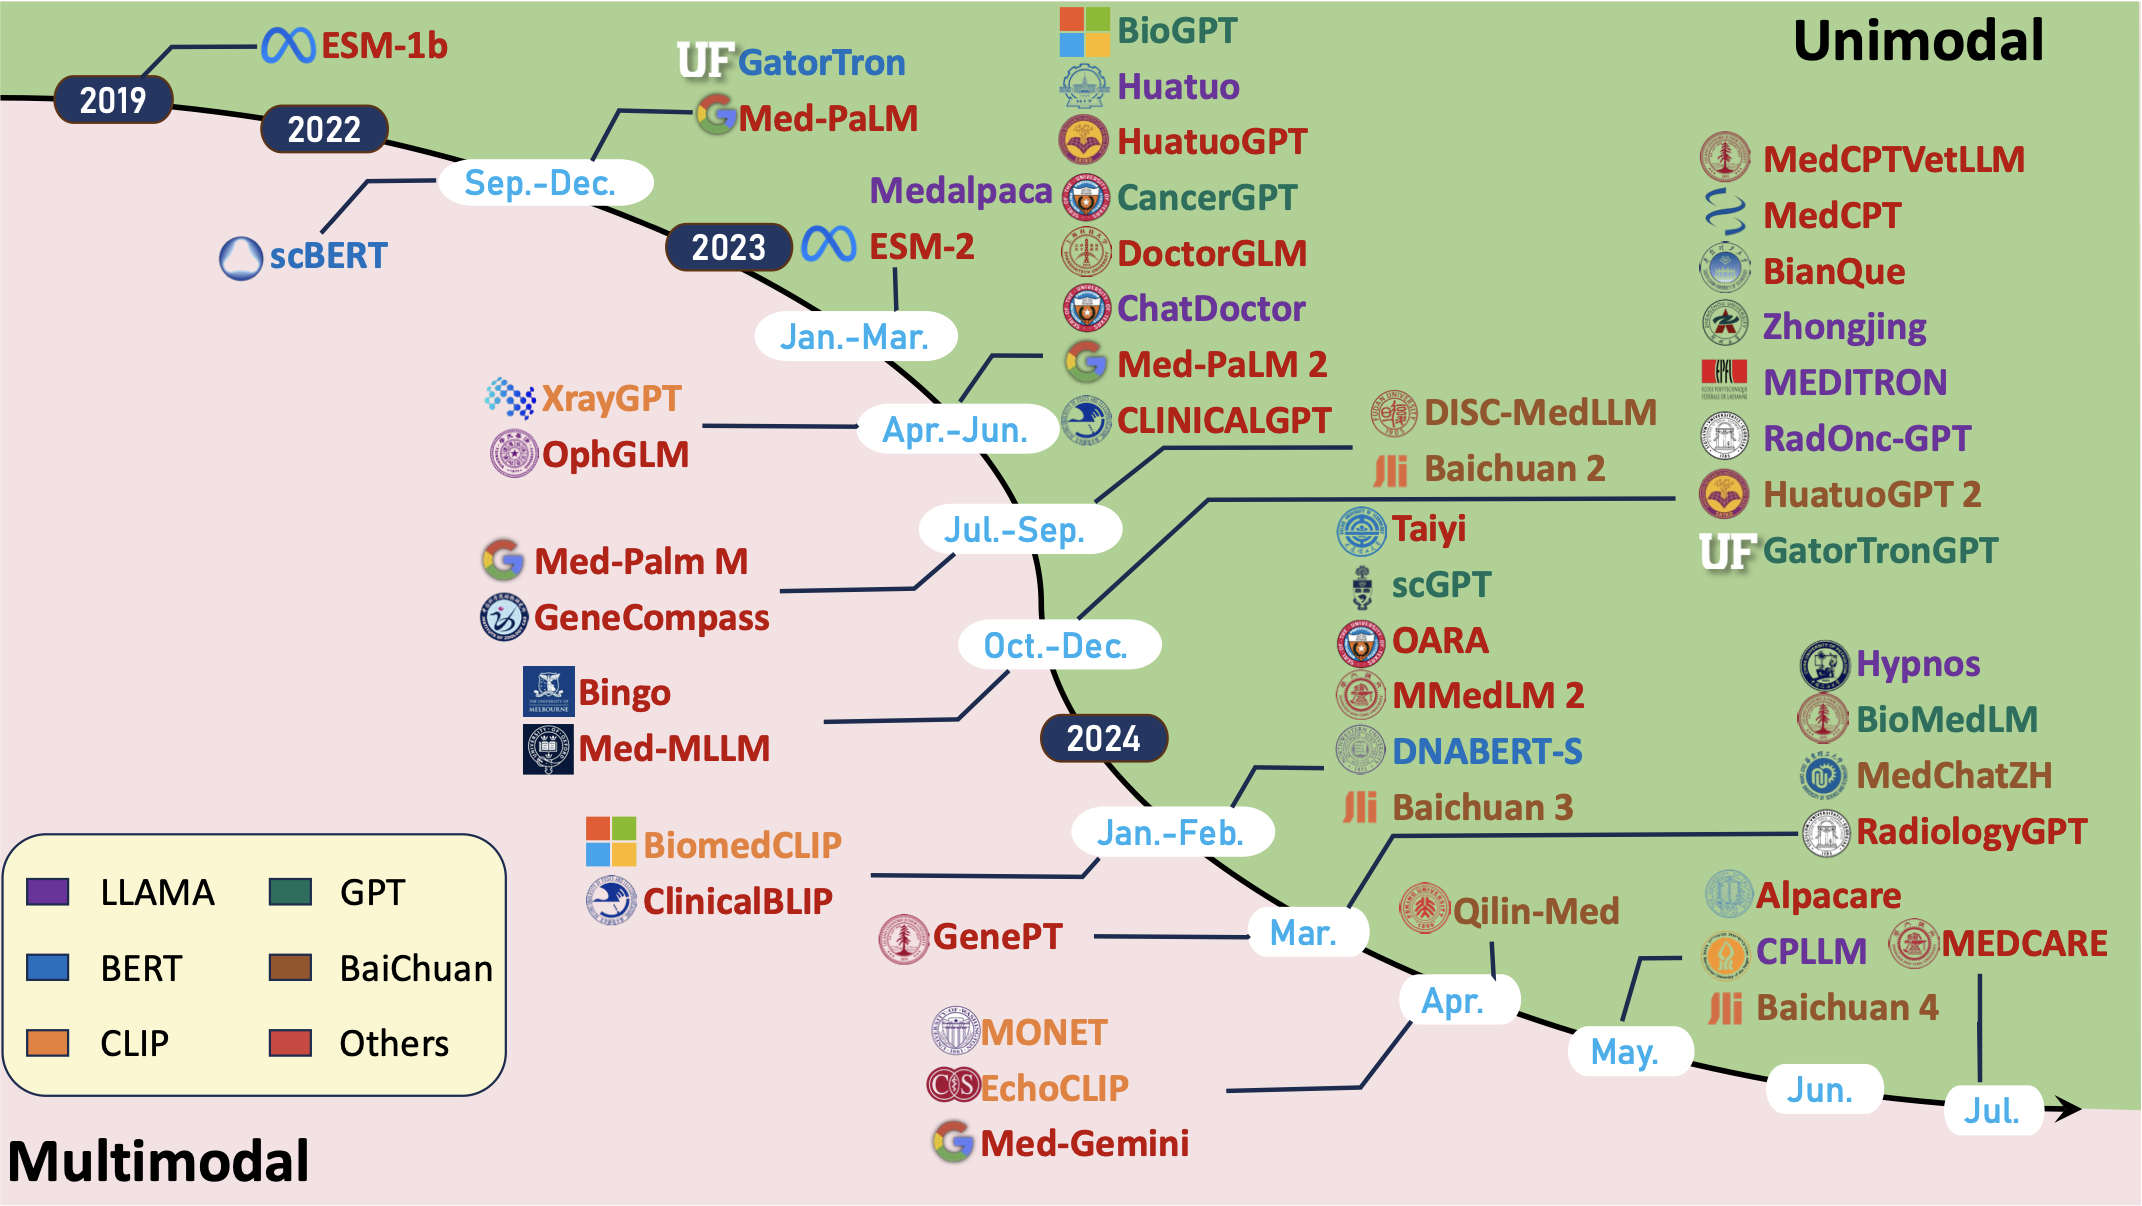 Unimodal
2019
ESM-1b
2022
Sep.-Dec.
UF GatorTron
Med-PaLM
scBERT
2023
Medalpaca
ESM-2
Jan.-Mar.
BioGPT
Huatuo
HuatuoGPT
CancerGPT
DoctorGLM
ChatDoctor
Med-PaLM 2
CLINICALGPT
XrayGPT
OphGLM
Apr.-Jun.
DISC-MedLLM
Baichuan 2
Jul.-Sep.
Med-Palm M
GeneCompass
MedCPTVetLLM
MedCPT
BianQue
Zhongjing
MEDITRON
RadOnc-GPT
HuatuoGPT 2
UF GatorTronGPT
Oct.-Dec.
Bingo
Med-MLLM
2024
Taiyi
scGPT
OARA
MMedLM 2
DNABERT-S
Baichuan 3
Jan.-Feb.
BiomedCLIP
ClinicalBLIP
Hypnos
BioMedLM
MedChatZH
RadiologyGPT
Mar.
GenePT
Qilin-Med
Apr.
MONET
EchoCLIP
Med-Gemini
Alpacare
CPLLM
Baichuan 4
May.
Jun.
MEDCARE
Jul.
LLAMA
GPT
BERT
BaiChuan
CLIP
Others
Multimodal